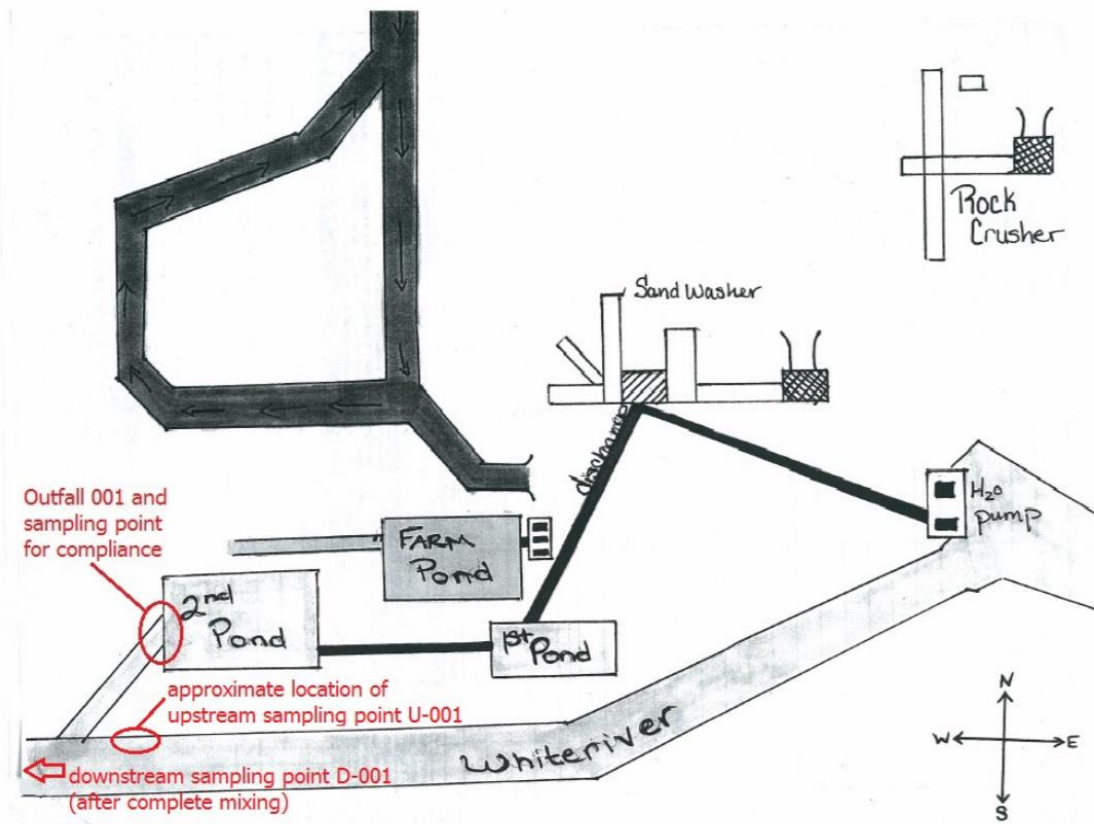 Rock
Crusher
Sand Washer
discharge
H2O
pump
Outfall 001 and
sampling point
for compliance
FARM
Pond
2nd
Pond
1st Pond
approximate location of
upstream sampling point U-001
Whiteriver
downstream sampling point D-001
(after complete mixing)
N
W E
S